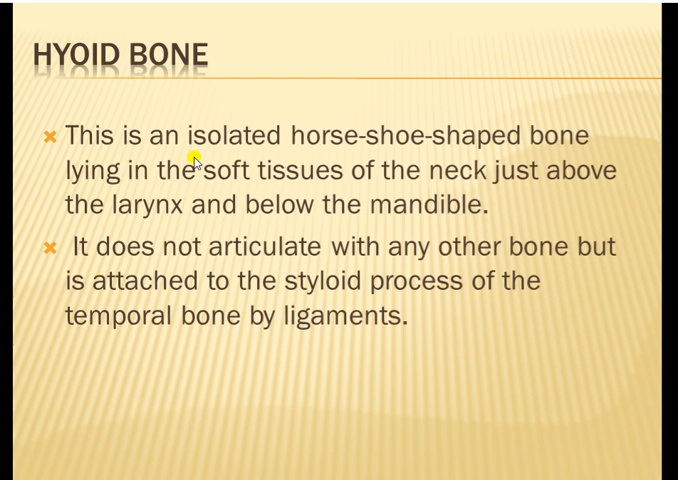 HYOID BONE
This is an isolated horse-shoe-shaped bone
lying in the soft tissues of the neck just above
the larynx and below the mandible.
It does not articulate with any other bone but
is attached to the styloid process of the
temporal bone by ligaments.